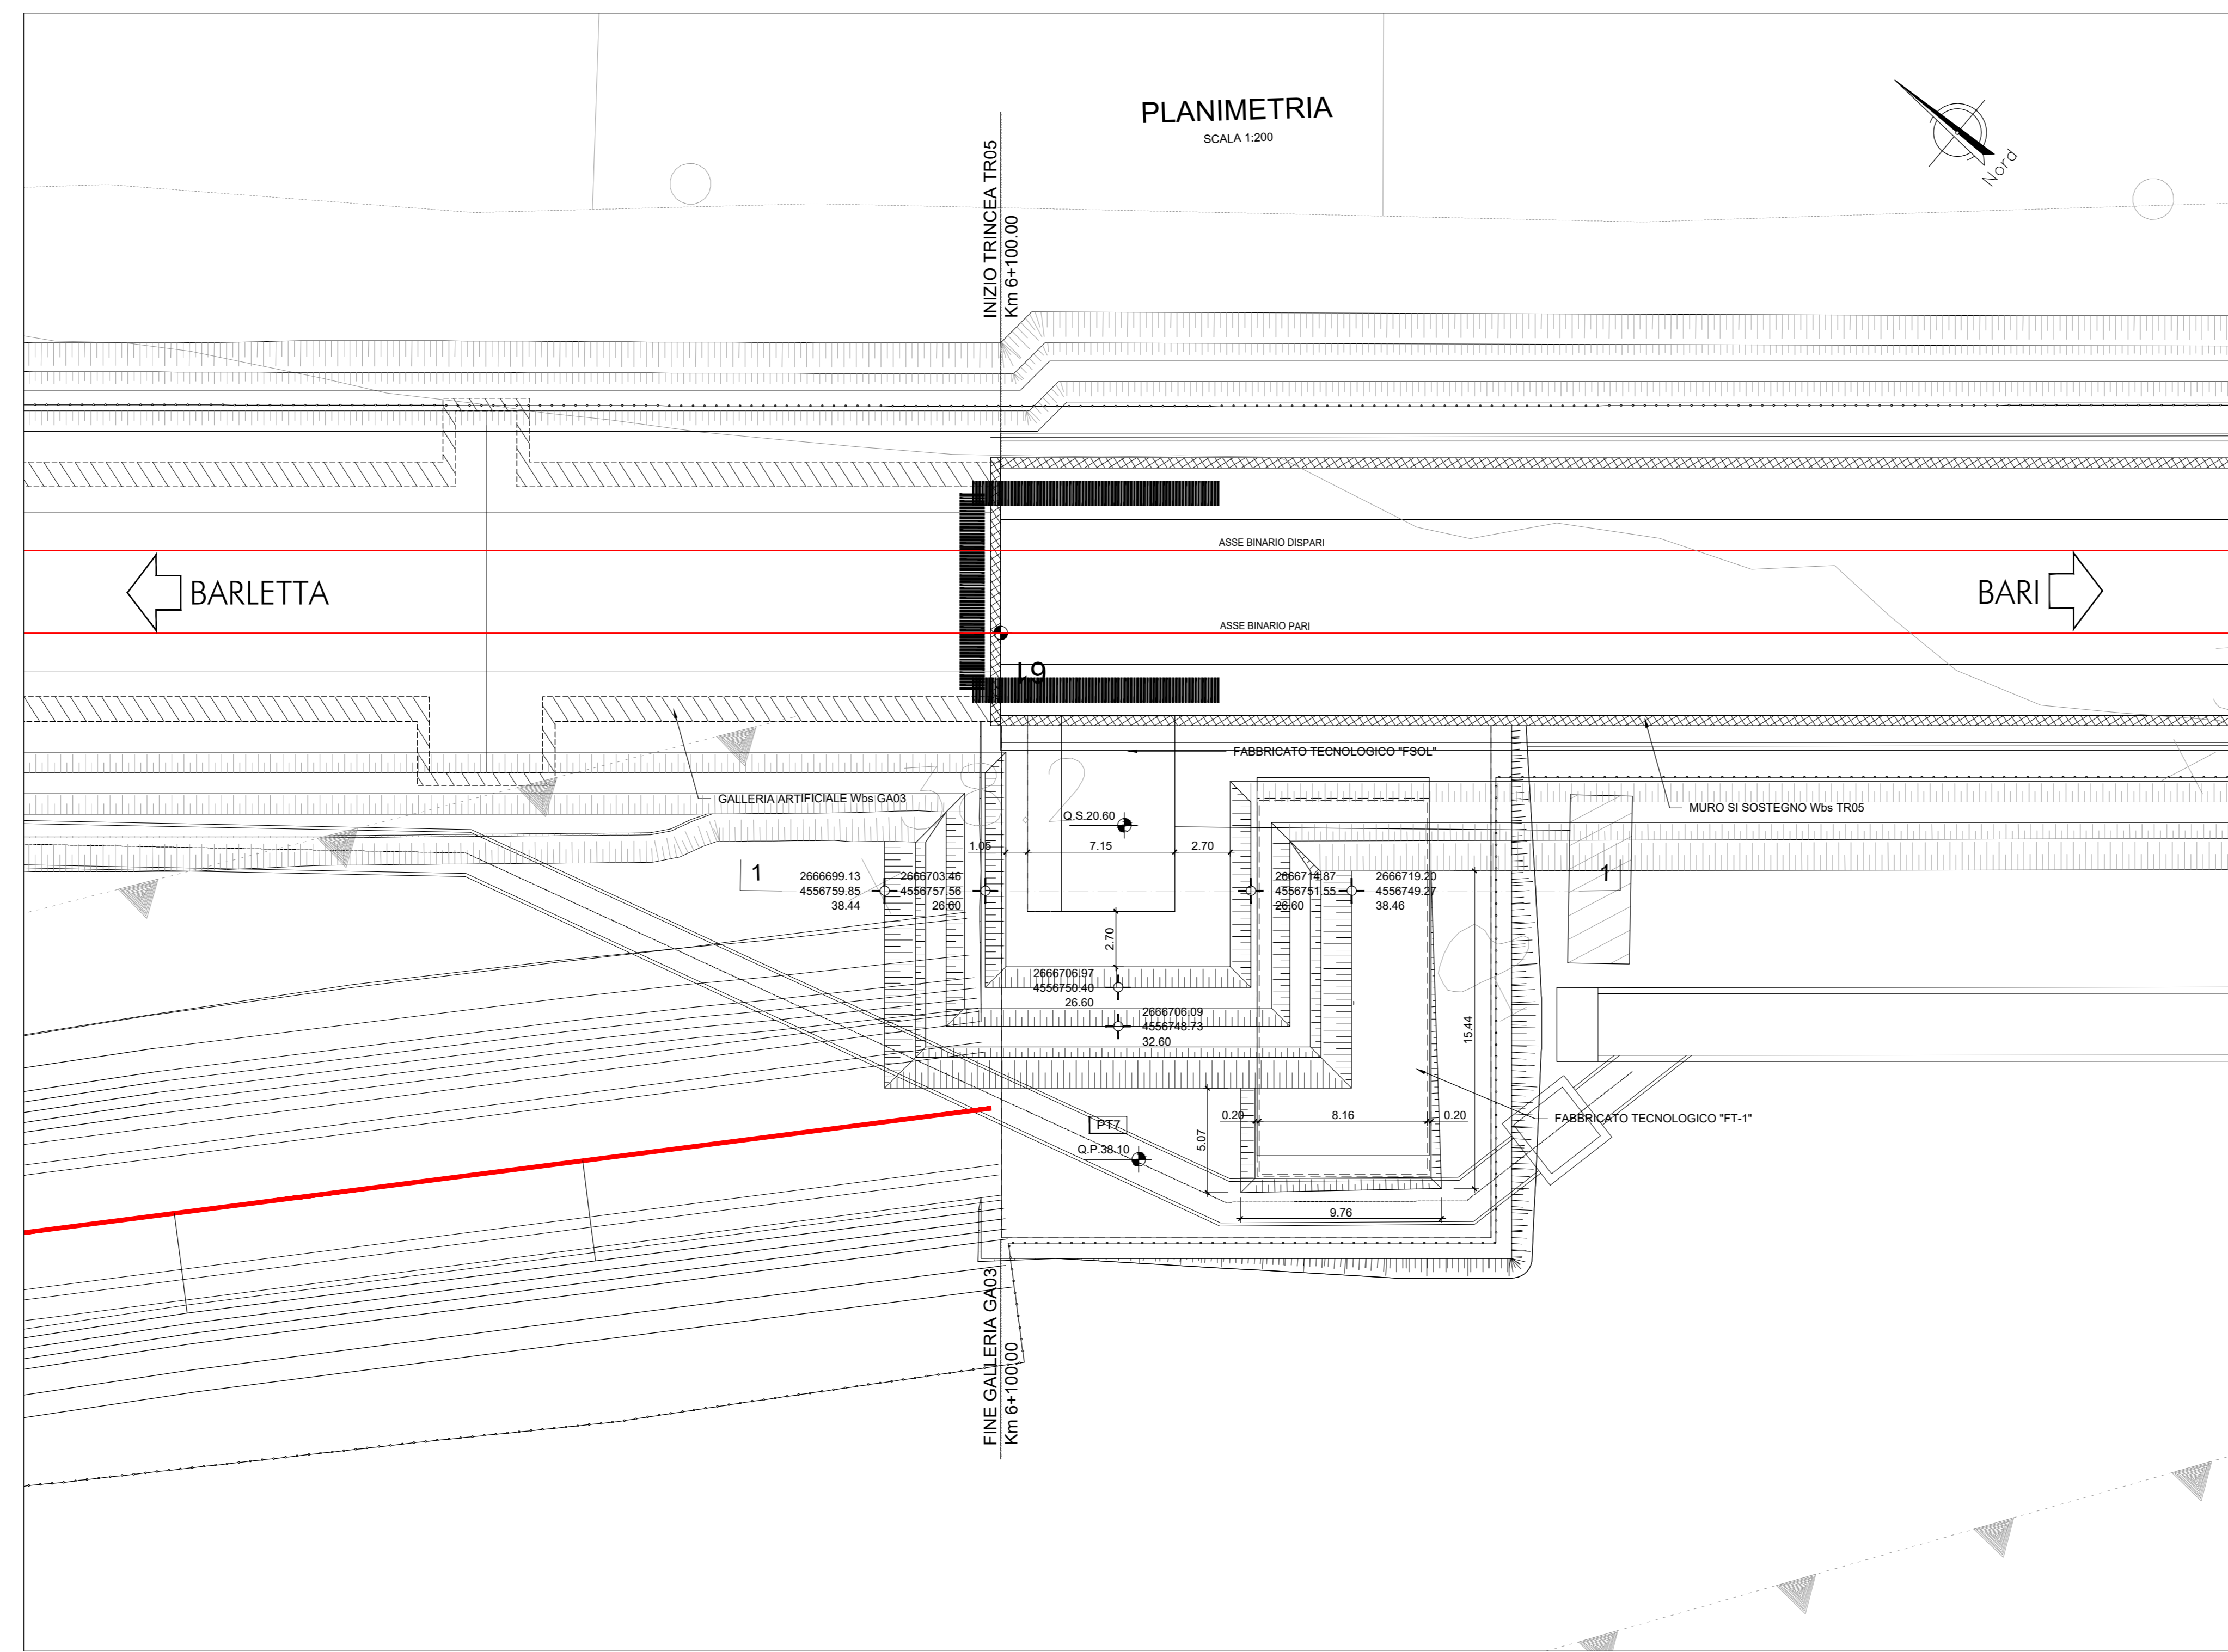 PLANIMETRIA
SCALA 1:200
Nord
INIZIO TRINCEA TR05
Km 6+100.00
ASSE BINARIO DISPARI
BARLETTA
BARI
ASSE BINARIO PARI
19
FABBRICATO TECNOLOGICO "FSOL"
38.2
GALLERIA ARTIFICIALE Wbs GA03
MURO SI SOSTEGNO Wbs TR05
Q.S.20.60
1.05
7.15
2.70
1
2666699.13
4556759.85
38.44
2666703.46
4556757.56
26.60
2666714.87
4556751.55
26.60
2666719.20
4556749.27
38.46
1
2.70
2666706.97
4556750.40
26.60
2666706.09
4556748.73
32.60
15.44
0.20
8.16
0.20
FABBRICATO TECNOLOGICO "FT-1"
PT7
5.07
Q.P.38.10
9.76
FINE GALLERIA GA03
Km 6+100.00